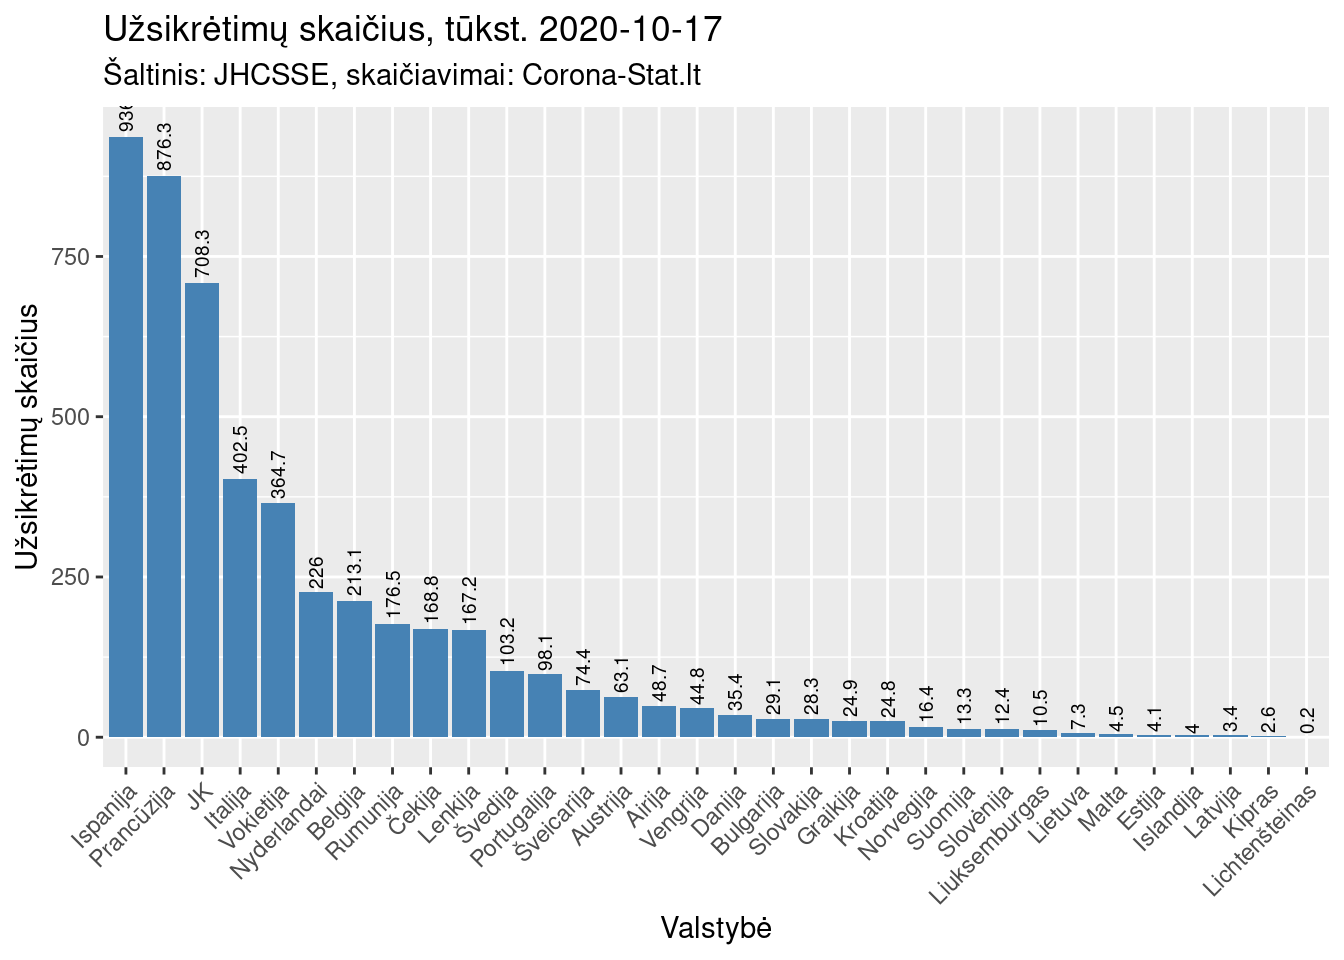 Užsikrėtimų skaičius, tūkst. 2020-10-17
Šaltinis: JHCSSE, skaičiavimai: Corona-Stat.lt
Užsikrėtimų skaičius
750
500
250
0
876.3
708.3
402.5
364.7
226
213.1
176.5
168.8
167.2
103.2
98.1
74.4
63.1
48.7
44.8
35.4
29.1
28.3
24.9
24.8
16.4
13.3
12.4
10.5
7.3
4.5
4.1
4
3.4
2.6
0.2
Ispanija
Prancūzija
JK
Italija
Vokietija
Nyderlandai
Belgija
Rumunija
Čekija
Lenkija
Švedija
Portugalija
Šveicarija
Austrija
Airija
Vengrija
Danija
Bulgarija
Slovakija
Graikija
Kroatija
Norvegija
Suomija
Slovėnija
Liuksemburgas
Lietuva
Malta
Estija
Islandija
Latvija
Kipras
Lichtenšteinas
Valstybė